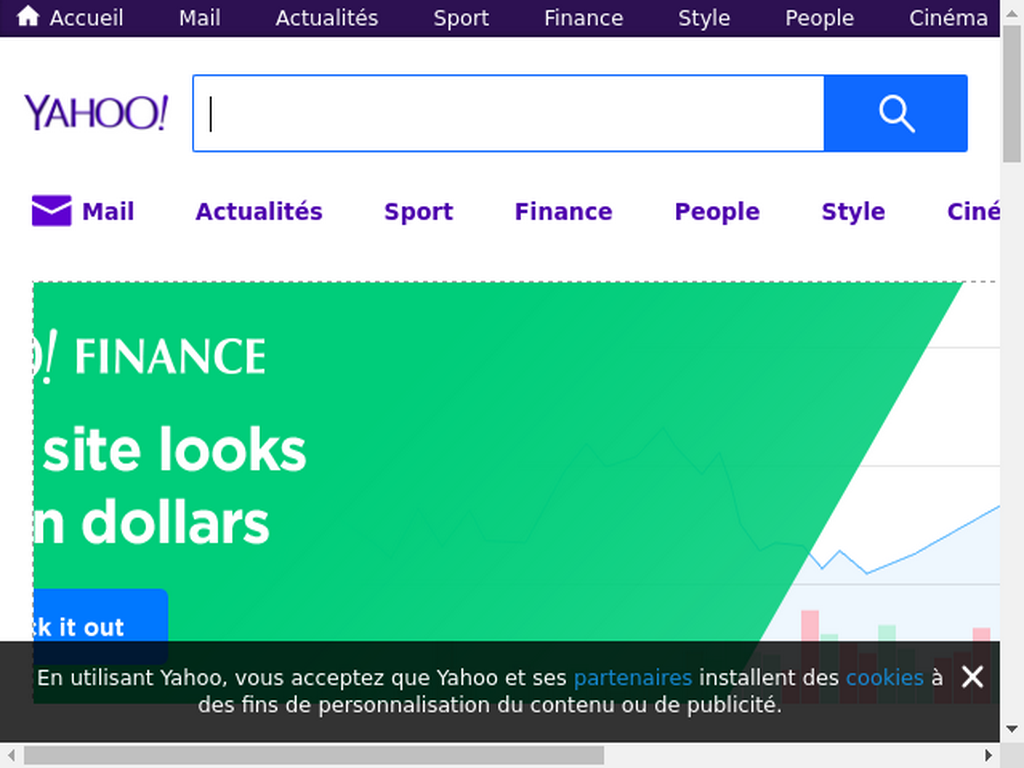 Accueil Mail Actualités Sport Finance Style People Cinéma
YAHOO!
Mail Actualités Sport Finance People Style Ciné
! FINANCE
site looks
n dollars
k it out
En utilisant Yahoo, vous acceptez que Yahoo et ses partenaires installent des cookies à
des fins de personnalisation du contenu ou de publicité.